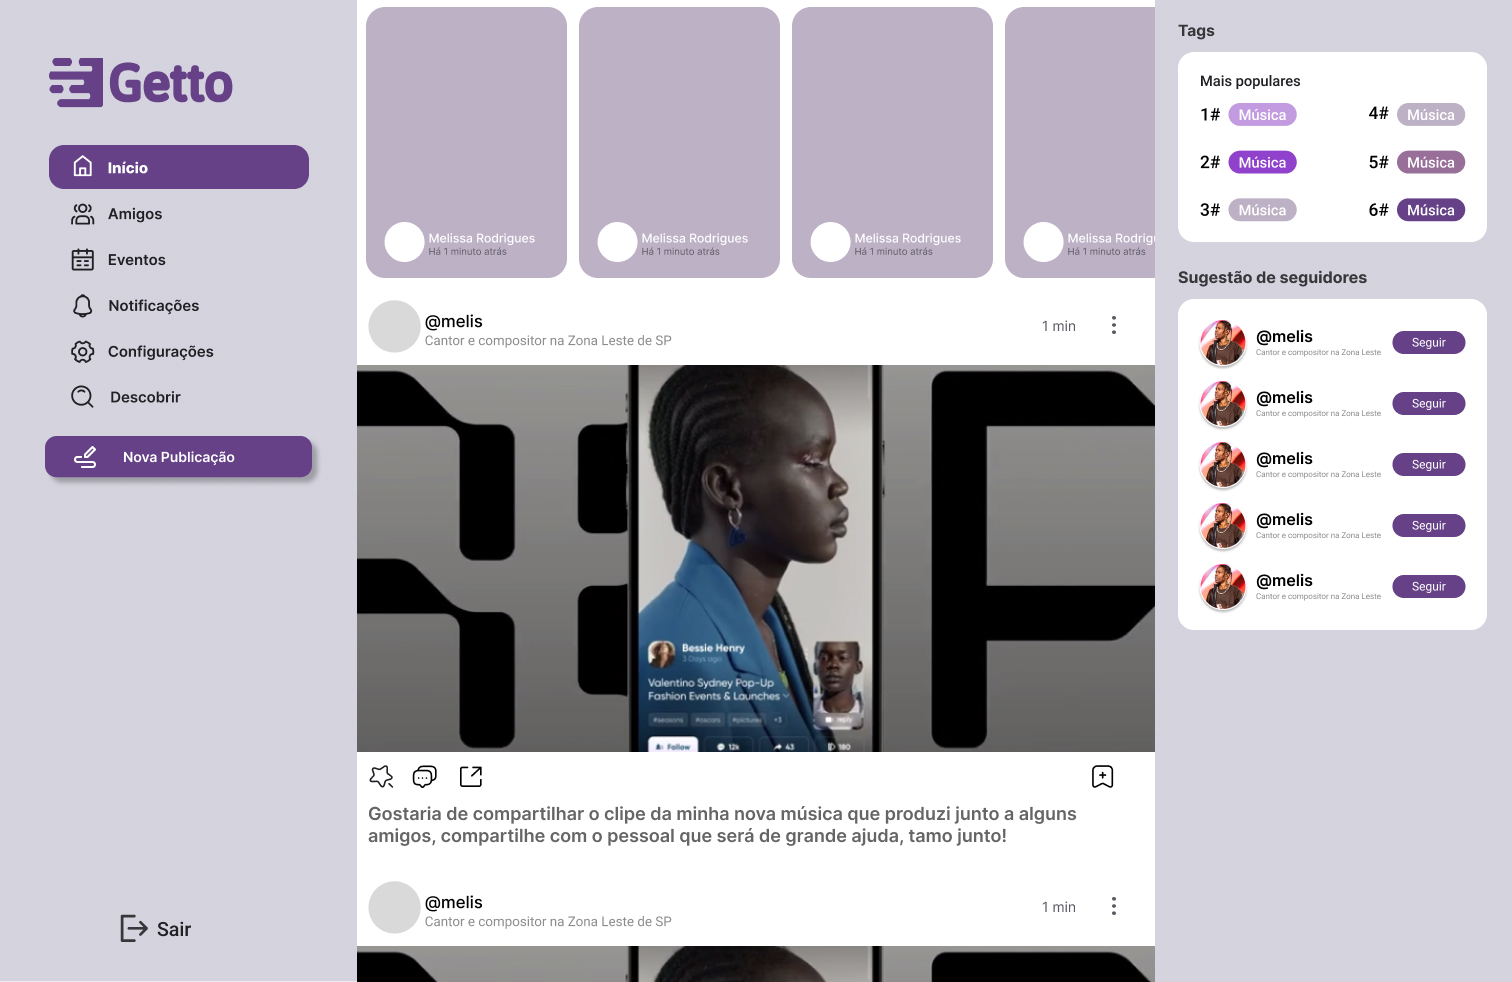 Getto
Início
Amigos
Eventos
Notificações
Configurações
Descobrir
Nova Publicação
Sair
Melissa Rodrigues
Há 1 minuto atrás
Melissa Rodrigues
Há 1 minuto atrás
Melissa Rodrigues
Há 1 minuto atrás
Melissa Rodrig
Há 1 minuto atrás
@melis
Cantor e compositor na Zona Leste de SP
1 min
Bessie Henry
3 Days ago
Valentino Sydney Pop-Up
Fashion Events & Launches
#seasons #oscars #pictures +3
reply
Follow 12k 43 180
Gostaria de compartilhar o clipe da minha nova música que produzi junto a alguns
amigos, compartilhe com o pessoal que será de grande ajuda, tamo junto!
@melis
Cantor e compositor na Zona Leste de SP
1 min
Tags
Mais populares
1# Música
4# Música
2# Música
5# Música
3# Música
6# Música
Sugestão de seguidores
@melis
Cantor e compositor na Zona Leste
Seguir
@melis
Cantor e compositor na Zona Leste
Seguir
@melis
Cantor e compositor na Zona Leste
Seguir
@melis
Cantor e compositor na Zona Leste
Seguir
@melis
Cantor e compositor na Zona Leste
Seguir